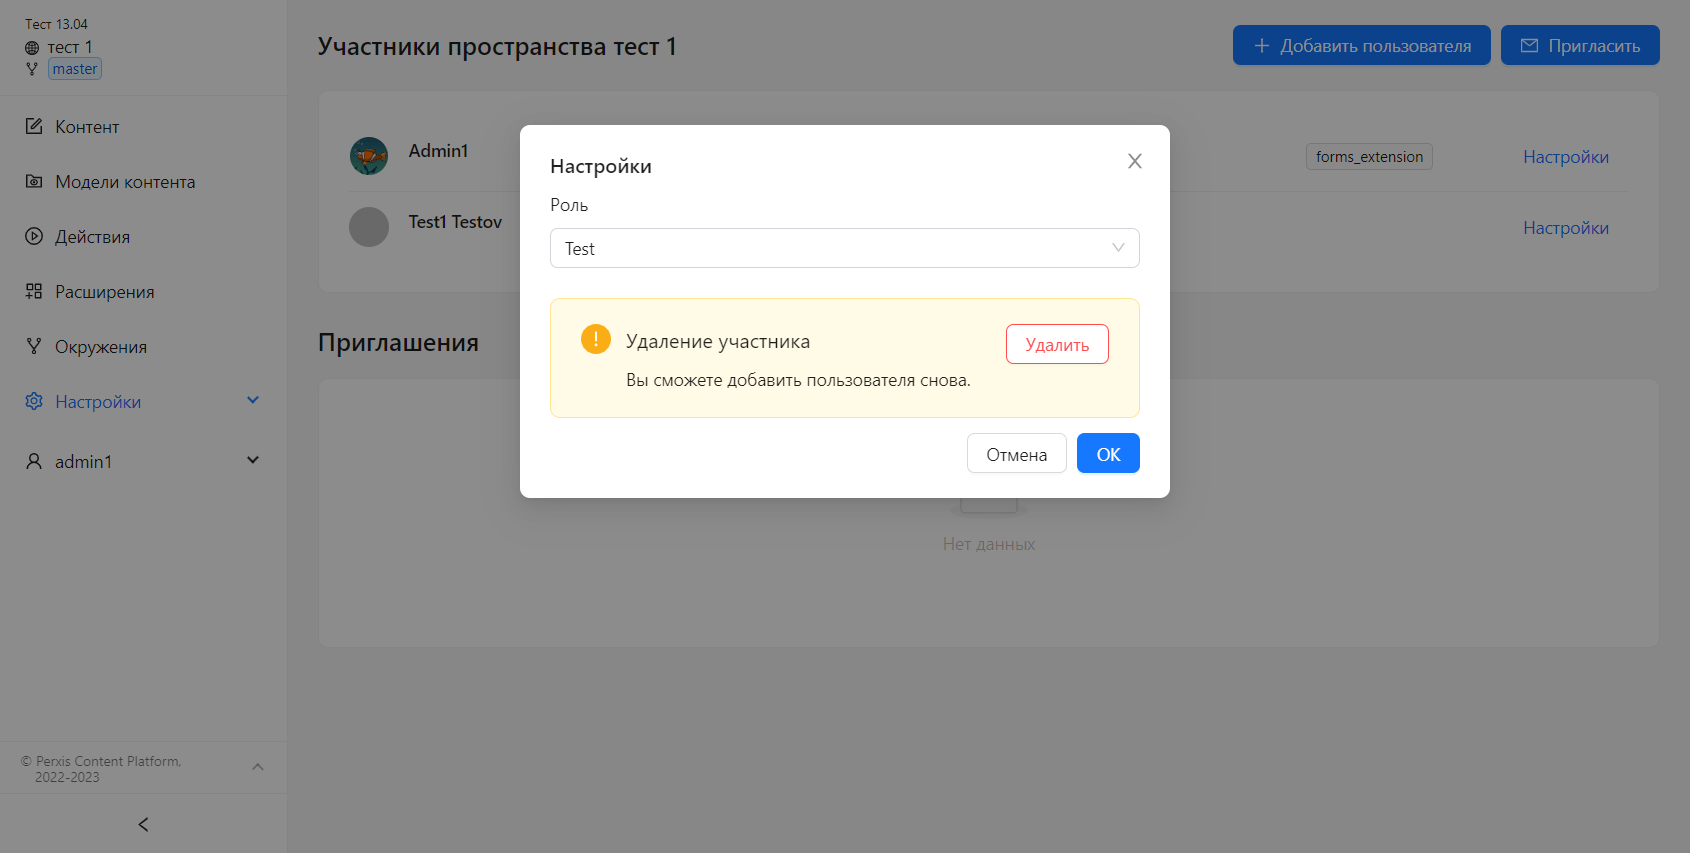 Тест 13.04
тест 1
master
Контент
Модели контента
Действия
Расширения
Окружения
Настройки
admin1
© Perxis Content Platform,
2022-2023
Участники пространства тест 1
Добавить пользователя
Пригласить
Admin1
forms_extension
Настройки
Test1 Testov
Настройки
Приглашения
Нет данных
Настройки
Роль
Test
Удаление участника
Удалить
Вы сможете добавить пользователя снова.
Отмена
ОК